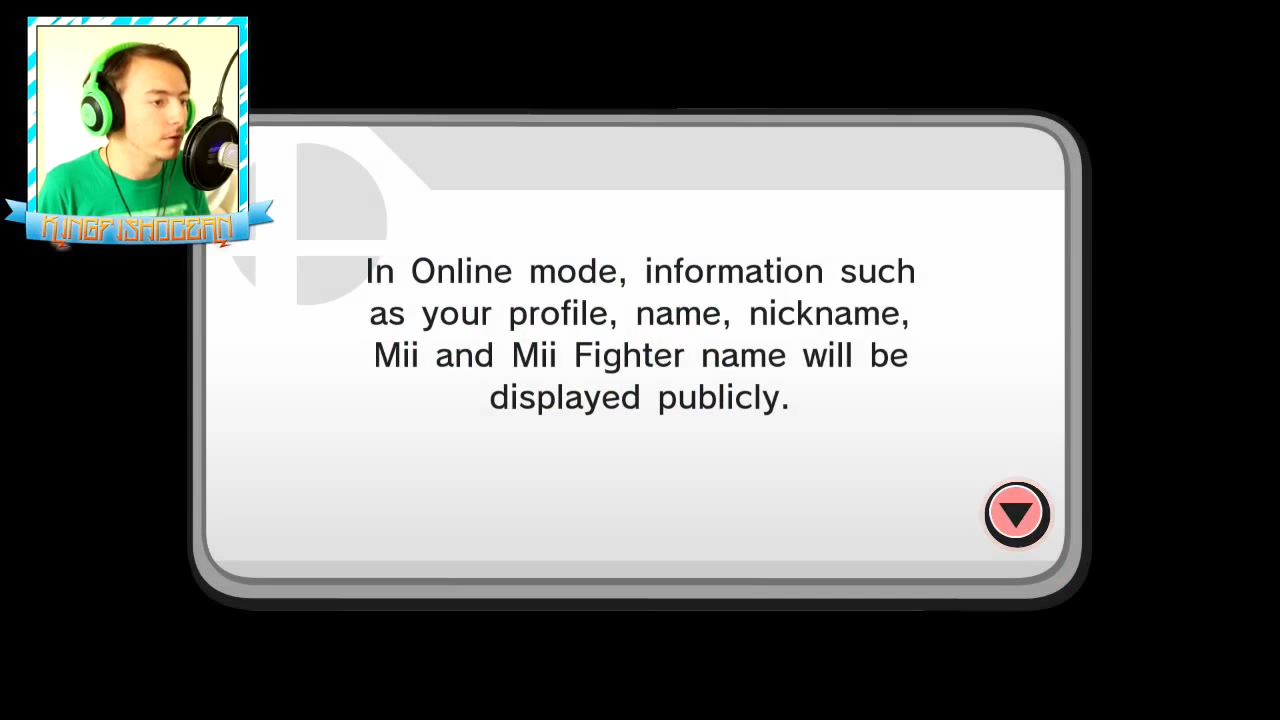 KINGFISHOCEAN
In Online mode, information such
as your profile, name, nickname,
Mii and Mii Fighter name will be
displayed publicly.